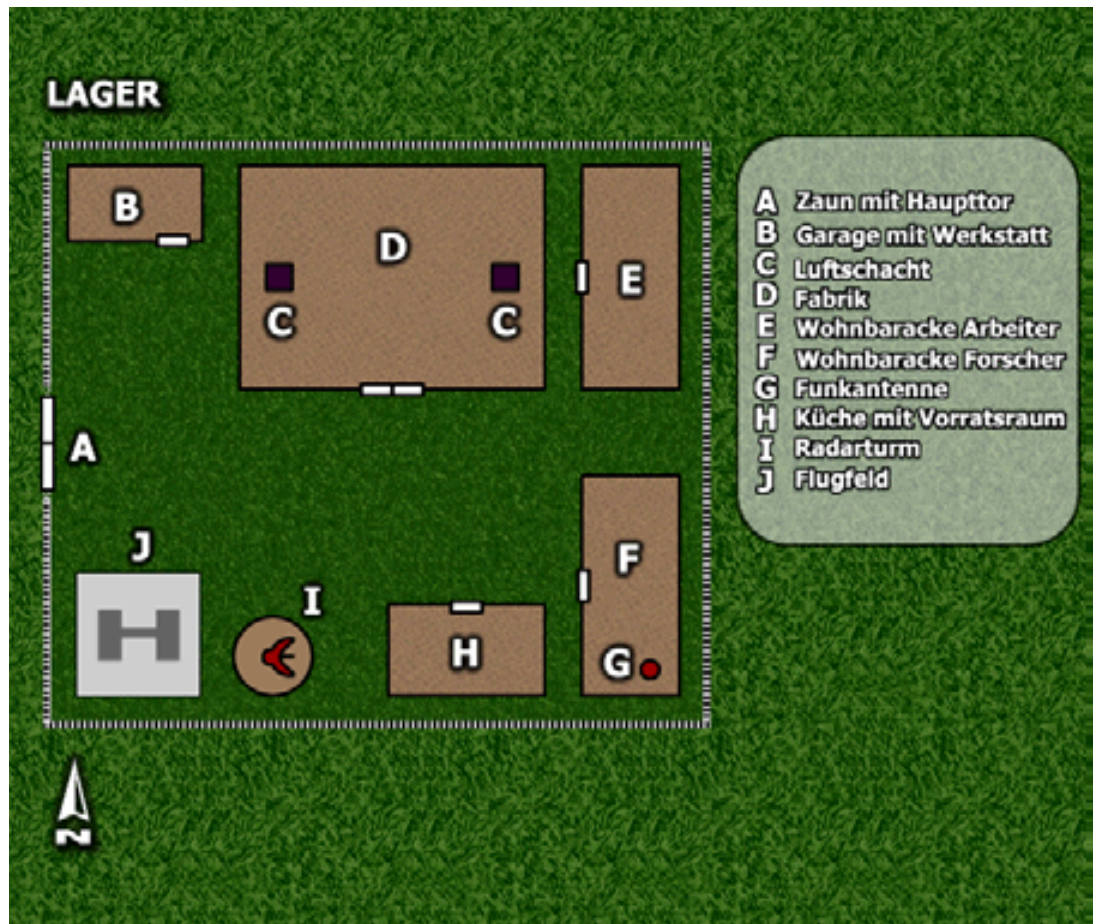 LAGER
B
D
E
C
C
A
J
I
F
H
G
H
N
A Zaun mit Haupttor
B Garage mit Werkstatt
C Luftschacht
D Fabrik
E Wohnbaracke Arbeiter
F Wohnbaracke Forscher
G Funkantenne
H Küche mit Vorratsraum
I Radarturm
J Flugfeld